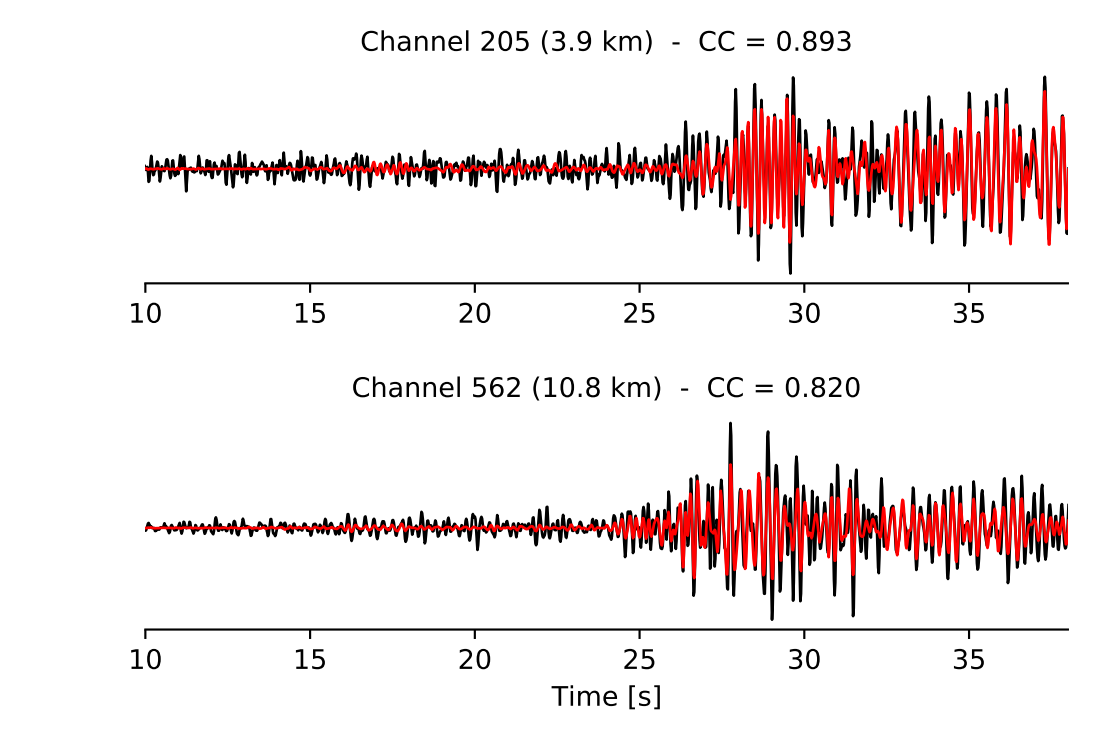 Channel 205 (3.9 km)  -  CC = 0.893
10 15 20 25 30 35
Channel 562 (10.8 km)  -  CC = 0.820
10 15 20 25 30 35
Time [s]